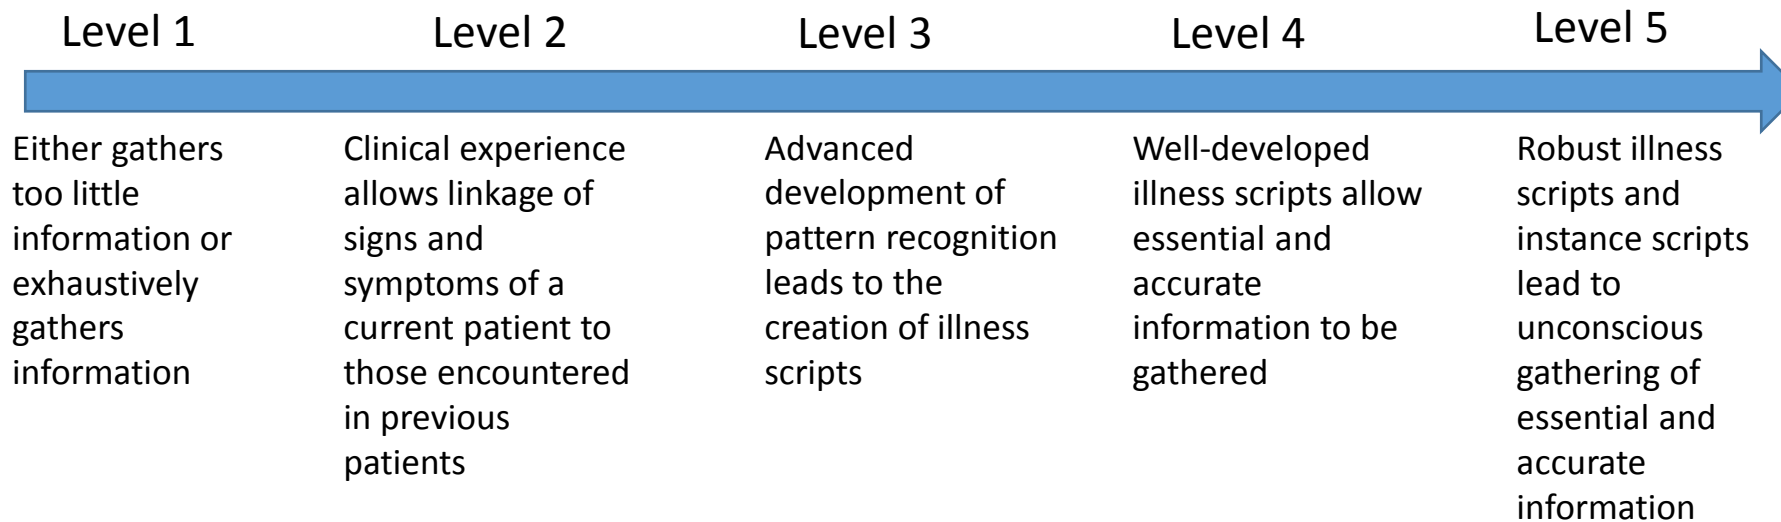 Level 1
Level 2
Level 3
Level 4
Level 5
Either gathers
too little
information or
exhaustively
gathers
information
Clinical experience
allows linkage of
signs and
symptoms of a
current patient to
those encountered
in previous
patients
Advanced
development of
pattern recognition
leads to the
creation of illness
scripts
Well-developed
illness scripts allow
essential and
accurate
information to be
gathered
Robust illness
scripts and
instance scripts
lead to
unconscious
gathering of
essential and
accurate
information